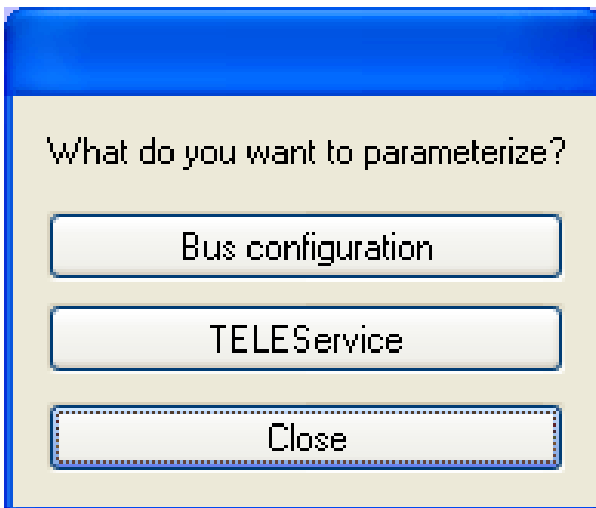 What do you want to parameterize?
Bus configuration
TELEService
Close